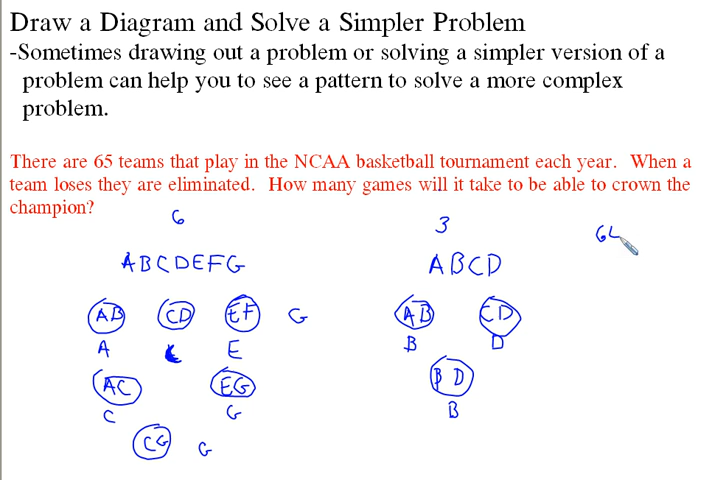 Draw a Diagram and Solve a Simpler Problem
-Sometimes drawing out a problem or solving a simpler version of a
problem can help you to see a pattern to solve a more complex
problem.
There are 65 teams that play in the NCAA basketball tournament each year. When a
team loses they are eliminated. How many games will it take to be able to crown the
champion?
6 3 64
ABCDEFG ABCD
AB CD EF G AB CD
A C E B D
AC EG BD
C G B
CG G